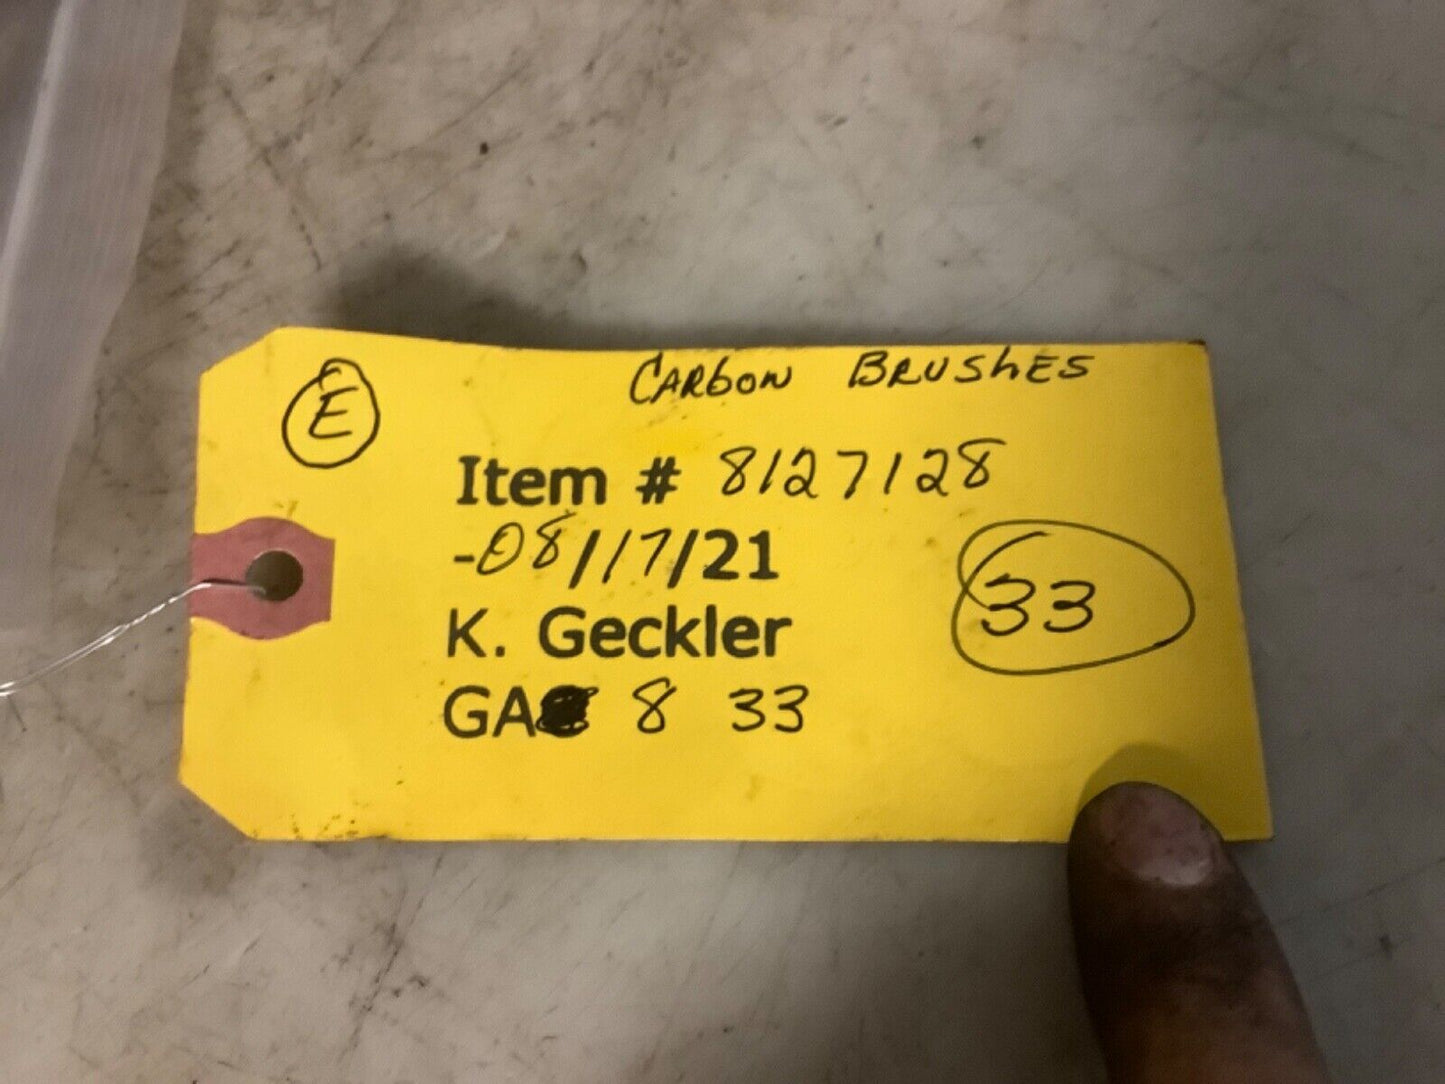 E
CARbON BRUShES
Item # 8127128
-08/17/21
K. Geckler
33
GA 8 33